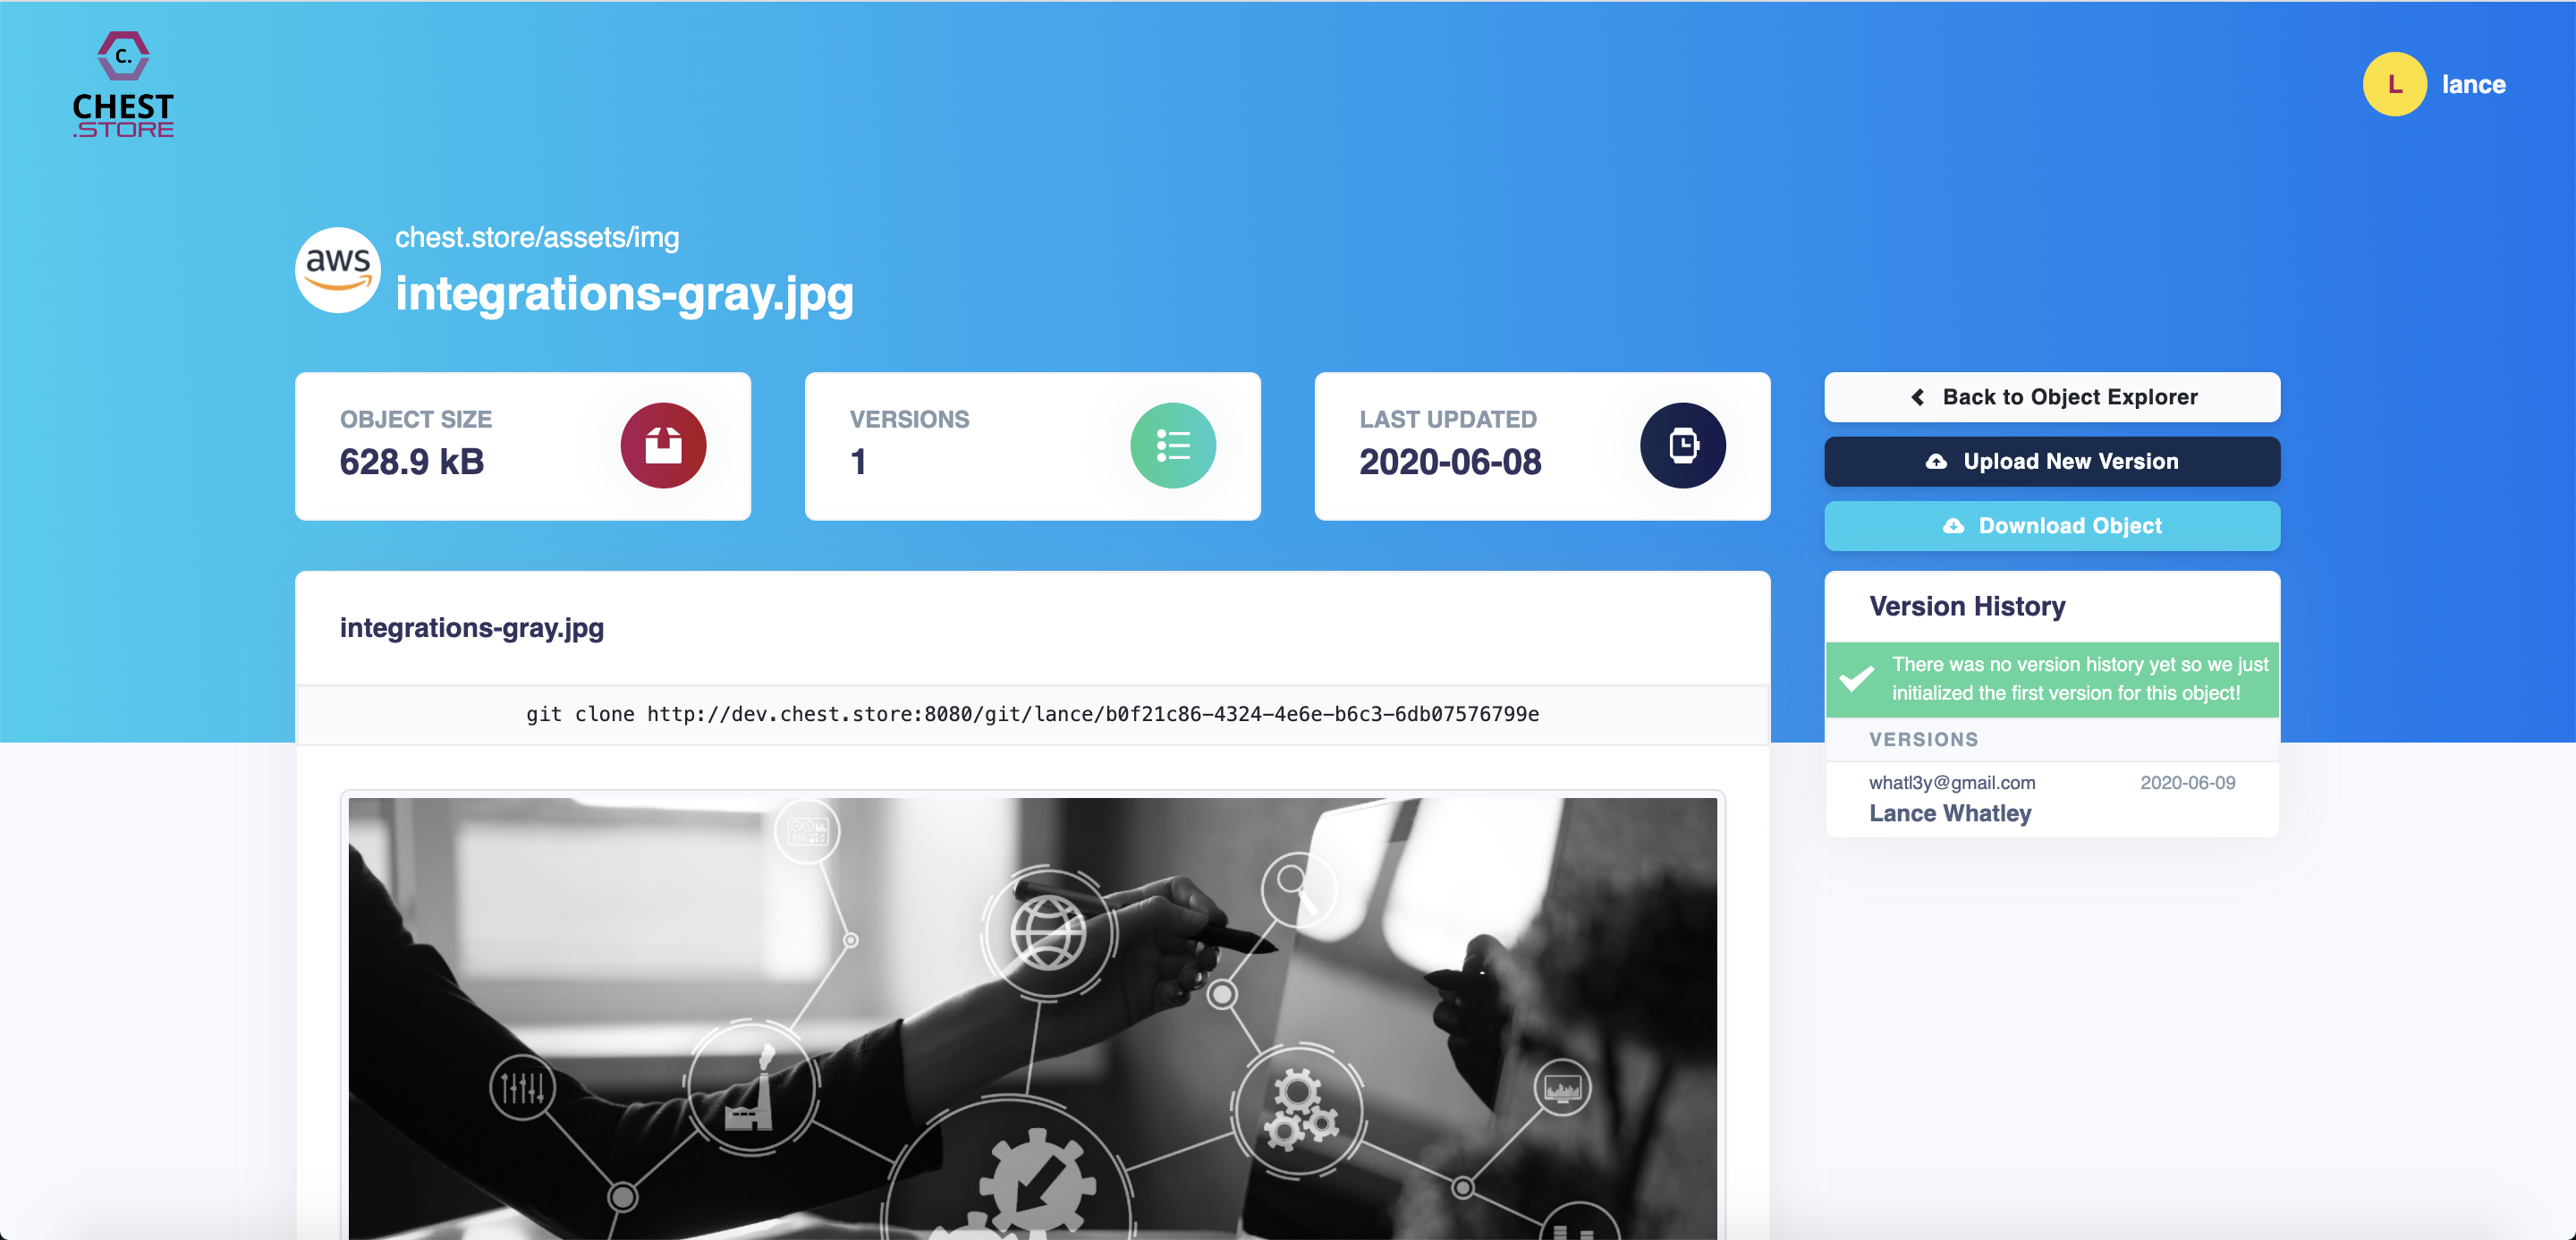 C.
CHEST
.STORE
L lance
aws
chest.store/assets/img
integrations-gray.jpg
OBJECT SIZE
628.9 kB
VERSIONS
1
LAST UPDATED
2020-06-08
Back to Object Explorer
Upload New Version
Download Object
integrations-gray.jpg
git clone http://dev.chest.store:8080/git/lance/b0f21c86-4324-4e6e-b6c3-6db07576799e
Version History
There was no version history yet so we just
initialized the first version for this object!
VERSIONS
whatl3y@gmail.com 2020-06-09
Lance Whatley